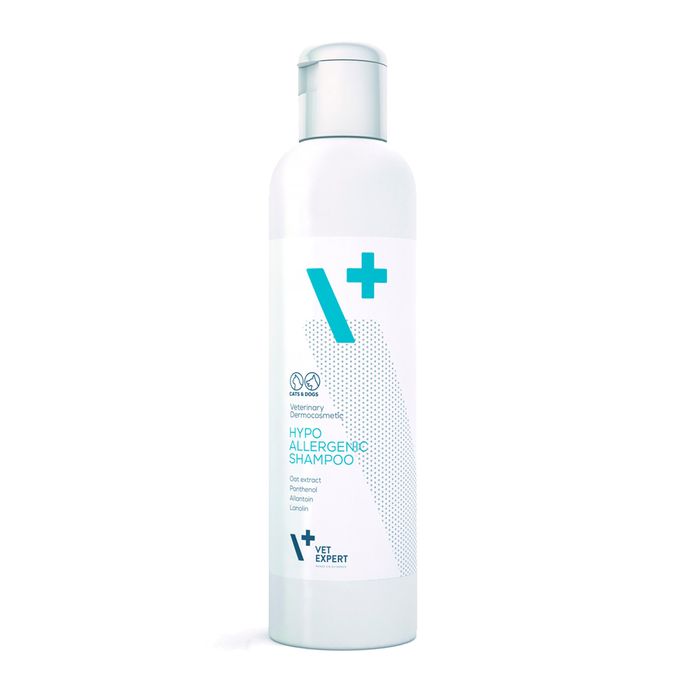 V+
CATS & DOGS
Veterinary
Dermocosmetic
HYPO
ALLERGENIC
SHAMPOO
Oat extract
Panthenol
Allantoin
Lanolin
V+ VET
EXPERT